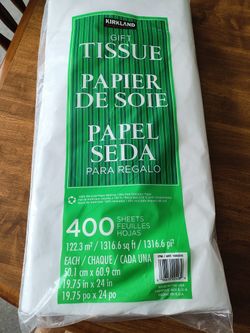 KIRKLAND
GIFT
TISSUE
PAPIER
DE SOIE
PAPEL
SEDA
PARA REGALO
400 SHEETS
FEUILLES
HOJAS
122.3 m² / 1316.6 sq ft / 1316.6 pi²
EACH / CHAQUE / CADA UNA
50.1 cm x 60.9 cm
19.75 in x 24 in
19.75 po x 24 po